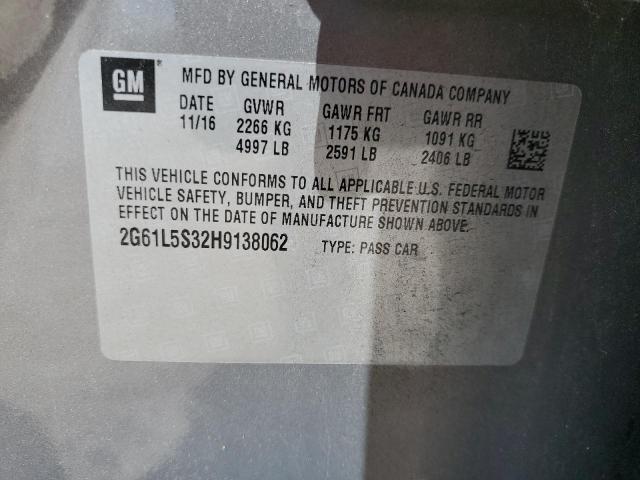 GM
MFD BY GENERAL MOTORS OF CANADA COMPANY
DATE GVWR GAWR FRT GAWR RR
11/16 2266 KG 1175 KG 1091 KG
4997 LB 2591 LB 2406 LB
THIS VEHICLE CONFORMS TO ALL APPLICABLE U.S. FEDERAL MOTOR
VEHICLE SAFETY, BUMPER, AND THEFT PREVENTION STANDARDS IN
EFFECT ON THE DATE OF MANUFACTURE SHOWN ABOVE.
2G61L5S32H9138062 TYPE: PASS CAR